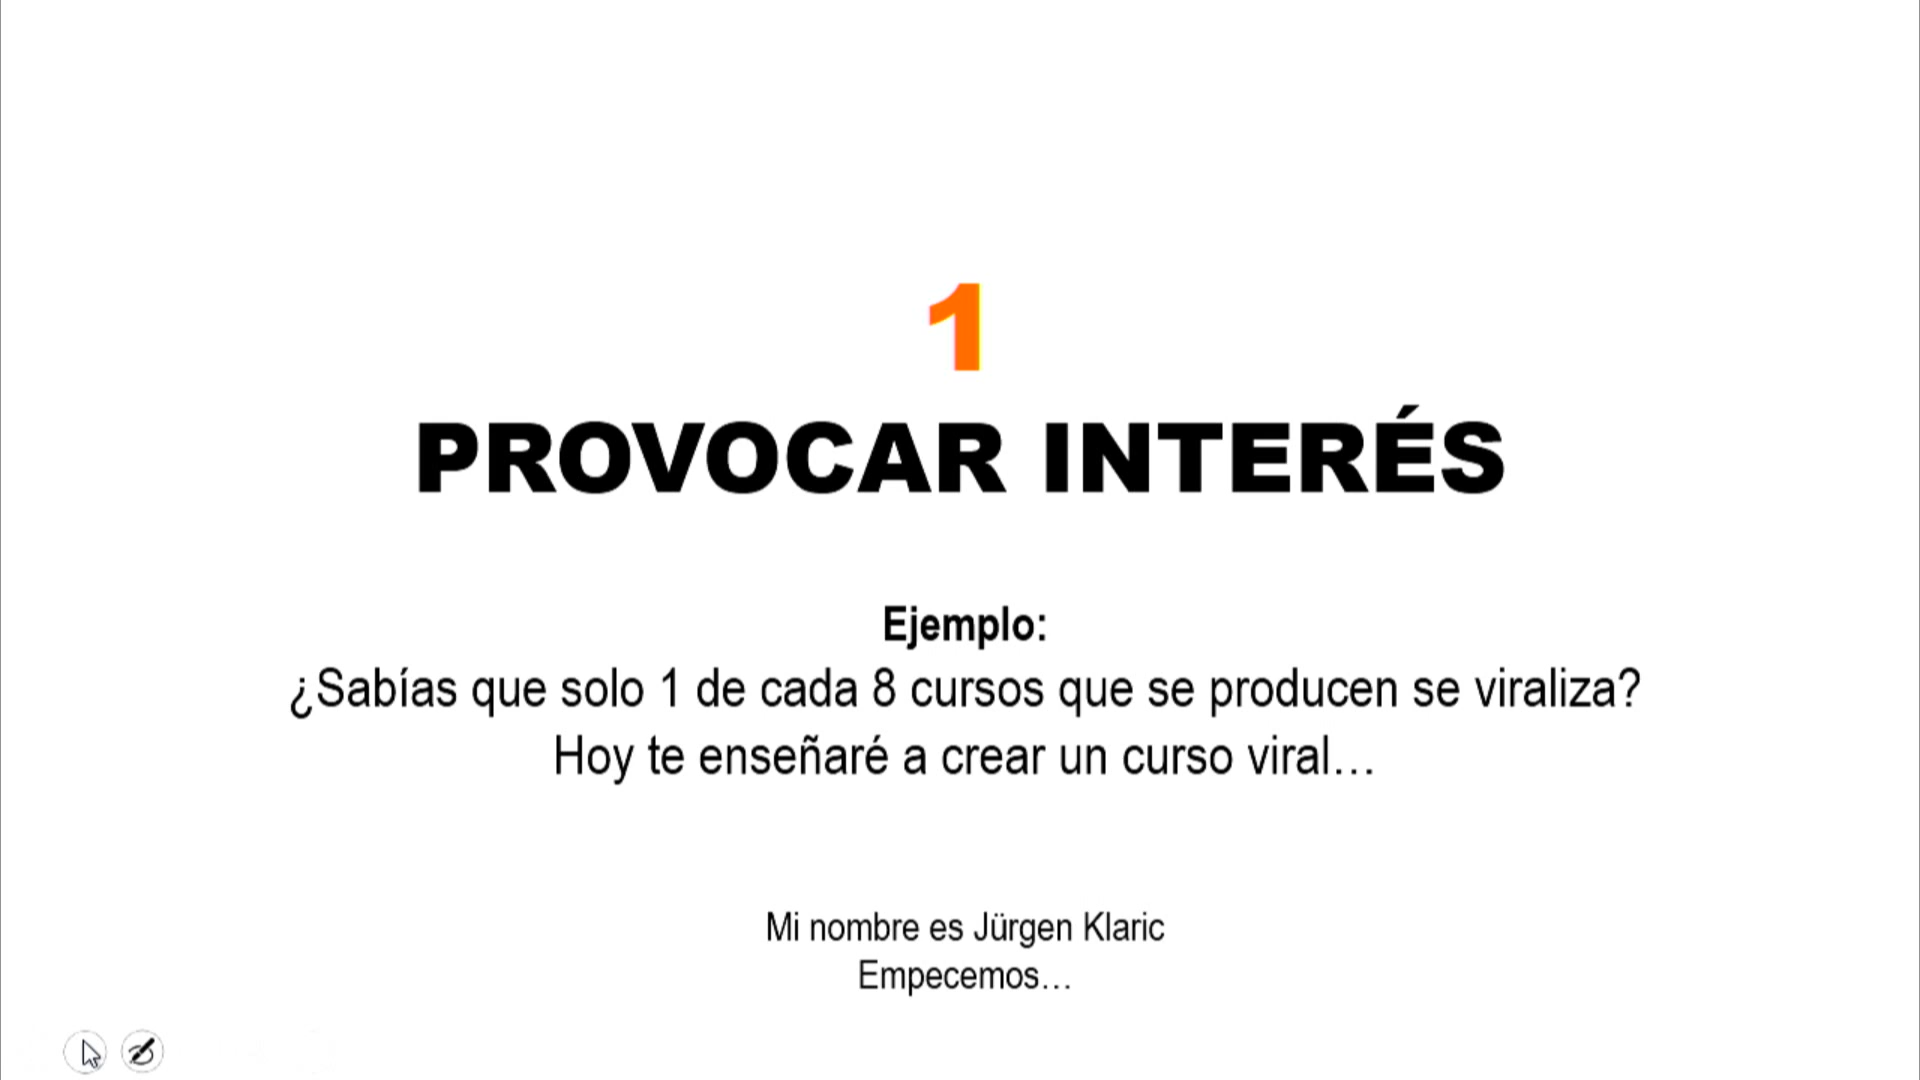 1
PROVOCAR INTERÉS
Ejemplo:
¿Sabías que solo 1 de cada 8 cursos que se producen se viraliza?
Hoy te enseñaré a crear un curso viral…
Mi nombre es Jürgen Klaric
Empecemos…